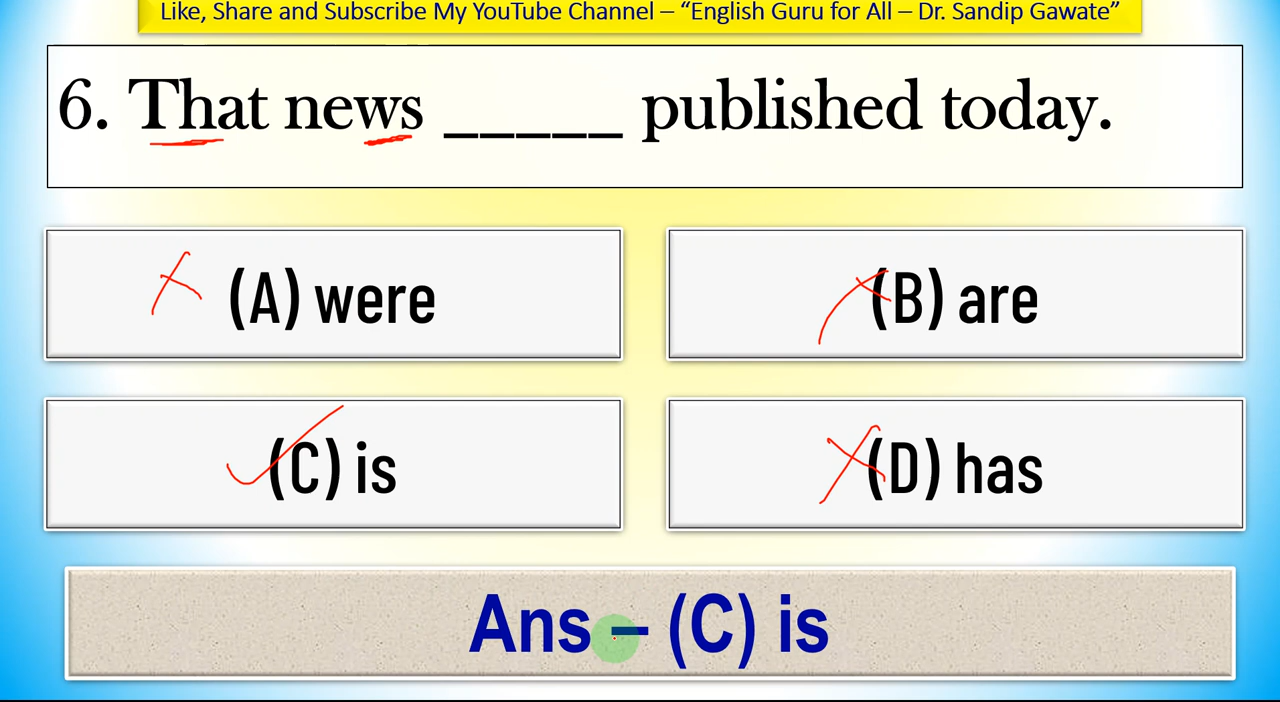 Like, Share and Subscribe My YouTube Channel – “English Guru for All – Dr. Sandip Gawate”
6. That news _____ published today.
(A) were
(B) are
(C) is
(D) has
Ans – (C) is